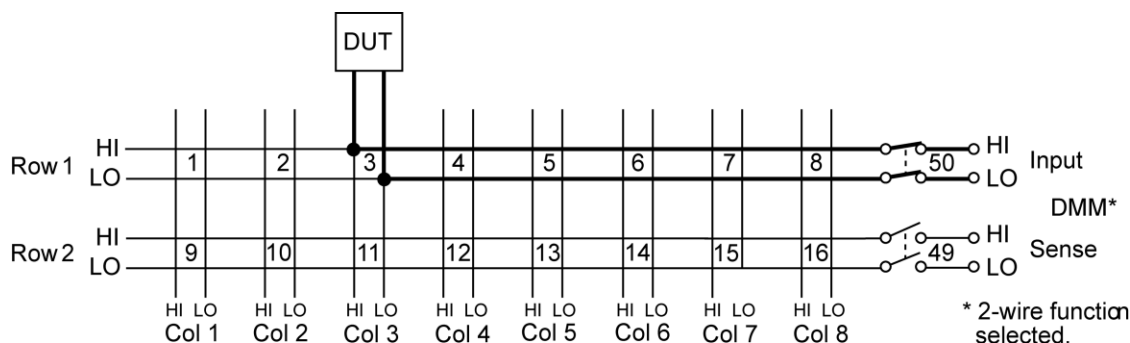 DUT
HI
Row 1
LO
1 2 3 4 5 6 7 8 50
HI
LO
Input
DMM*
HI
Row 2
LO
9 10 11 12 13 14 15 16 49
HI
LO
Sense
HI LO HI LO HI LO HI LO HI LO HI LO HI LO HI LO
Col 1 Col 2 Col 3 Col 4 Col 5 Col 6 Col 7 Col 8
* 2-wire function
selected.